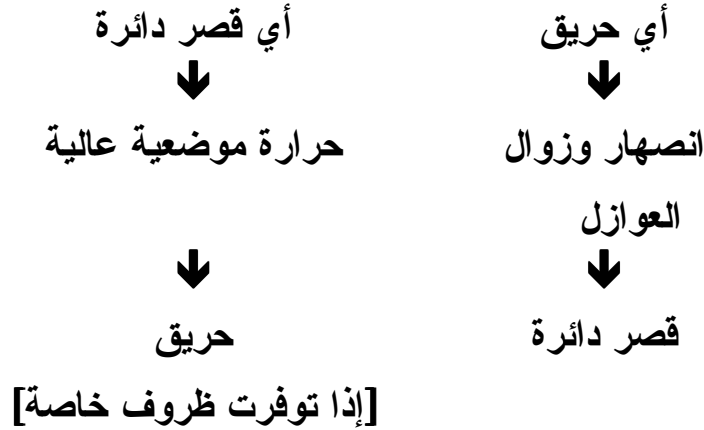 أي حريق
انصهار وزوال
العوازل
قصر دائرة
أي قصر دائرة
حرارة موضعية عالية
حريق
[إذا توفرت ظروف خاصة]